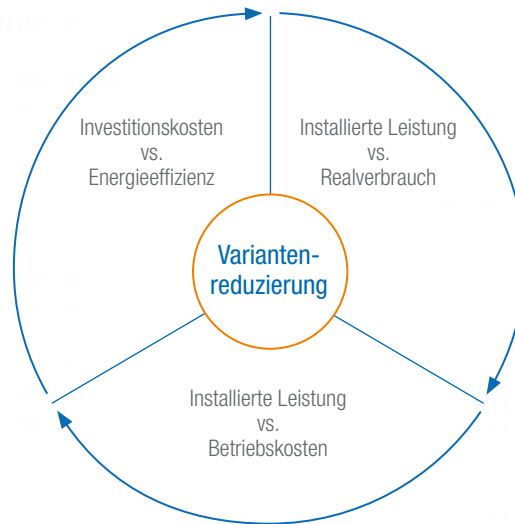 Investitionskosten
vs.
Energieeffizienz
Installierte Leistung
vs.
Realverbrauch
Varianten-
reduzierung
Installierte Leistung
vs.
Betriebskosten